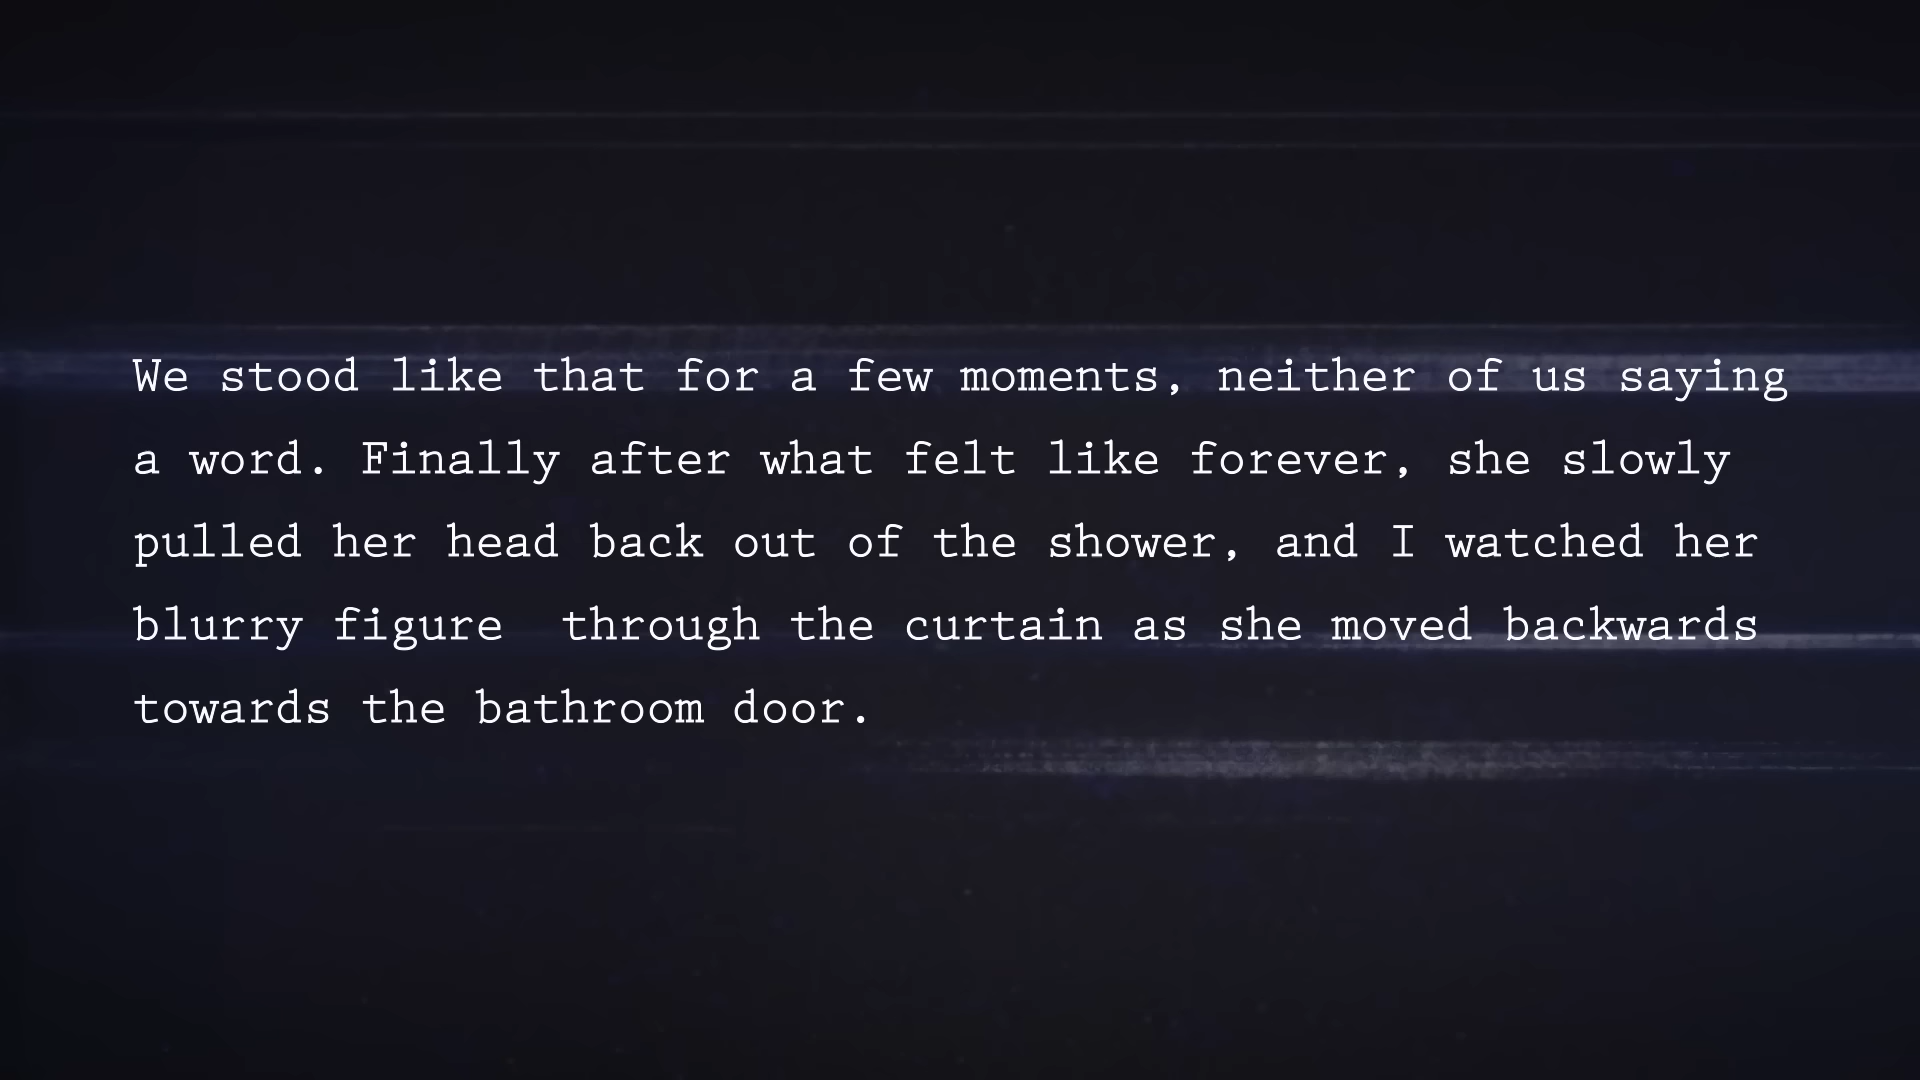 We stood like that for a few moments, neither of us saying
a word. Finally after what felt like forever, she slowly
pulled her head back out of the shower, and I watched her
blurry figure  through the curtain as she moved backwards
towards the bathroom door.